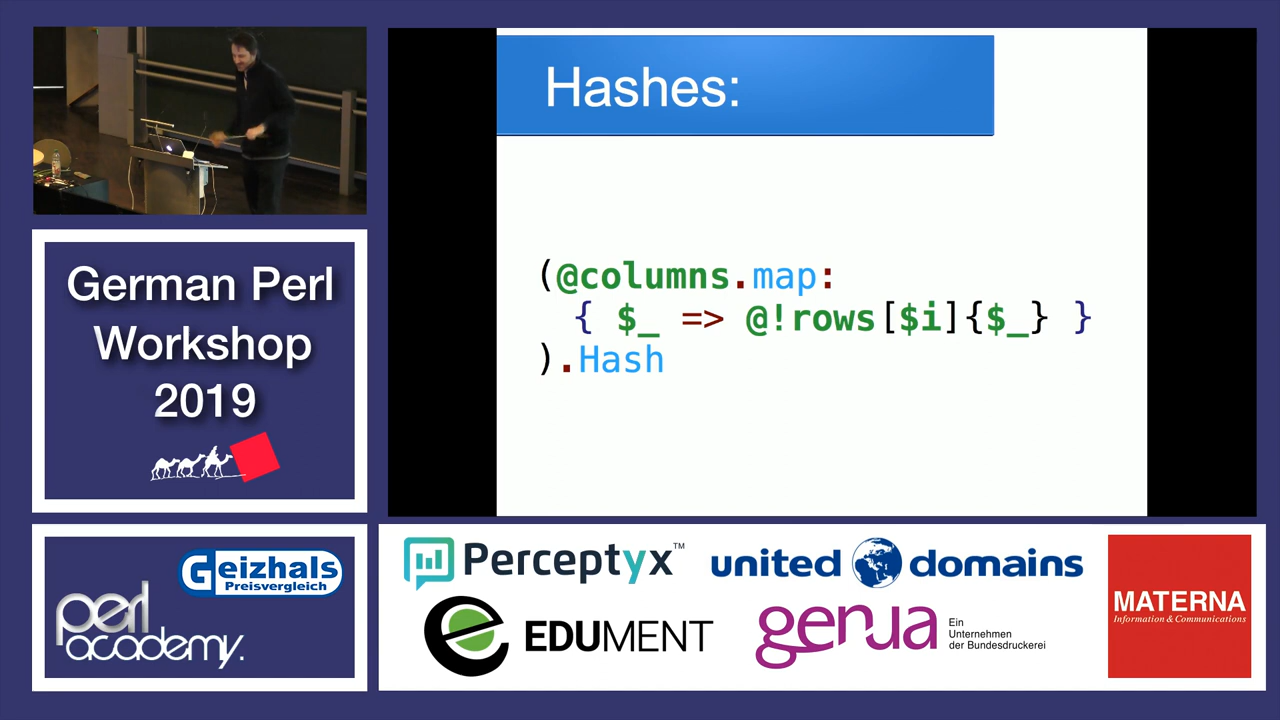 Hashes:
(@columns.map:
{ $_ => @!rows[$i]{$_} }
).Hash
German Perl
Workshop
2019
Geizhals
Preisvergleich
perl
academy.
Perceptyx™
united domains
EDUMENT
genua
Ein
Unternehmen
der Bundesdruckerei
MATERNA
Information & Communications